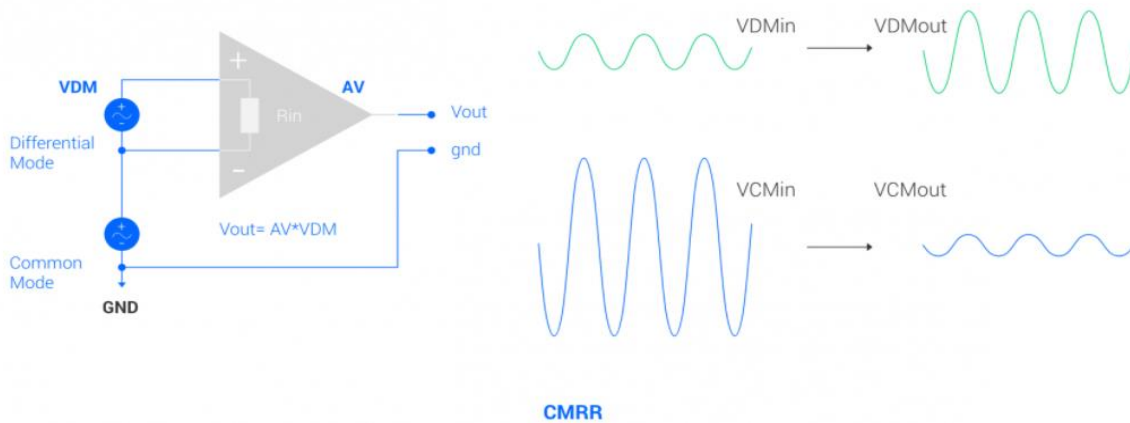 VDM
+
AV
Rin
Vout
Differential
Mode
gnd
−
Vout= AV*VDM
Common
Mode
GND
VDMin
VDMout
VCMin
VCMout
CMRR